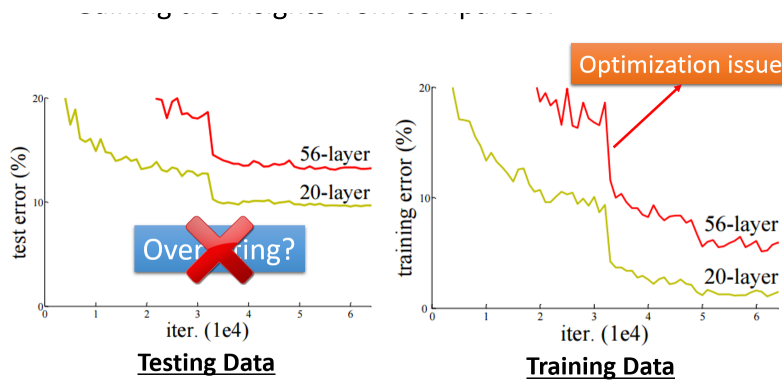 Optimization issue
20
10
0
test error (%)
56-layer
20-layer
Overfitting?
0
1
2
3
4
5
6
iter. (1e4)
Testing Data
20
10
0
training error (%)
56-layer
20-layer
0
1
2
3
4
5
6
iter. (1e4)
Training Data